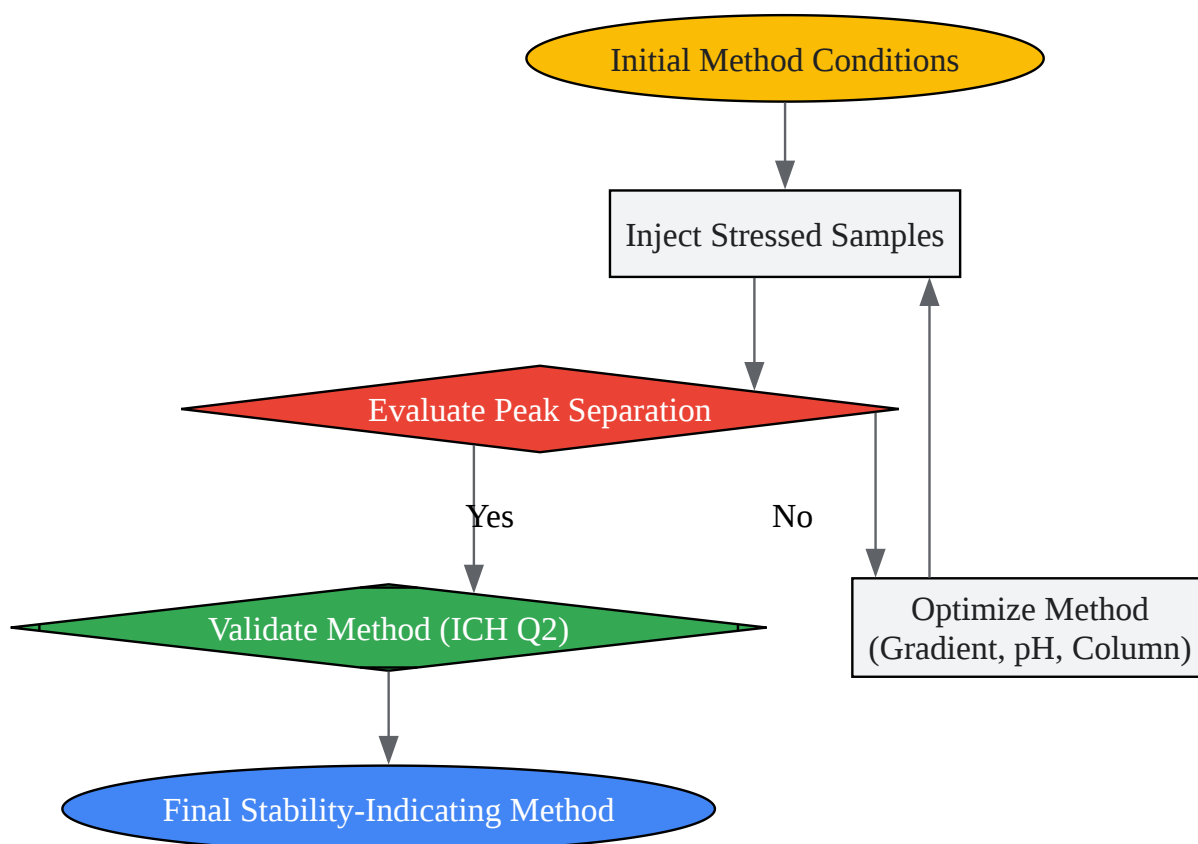 Initial Method Conditions
Inject Stressed Samples
Evaluate Peak Separation
Yes
No
Validate Method (ICH Q2)
Optimize Method
(Gradient, pH, Column)
Final Stability-Indicating Method